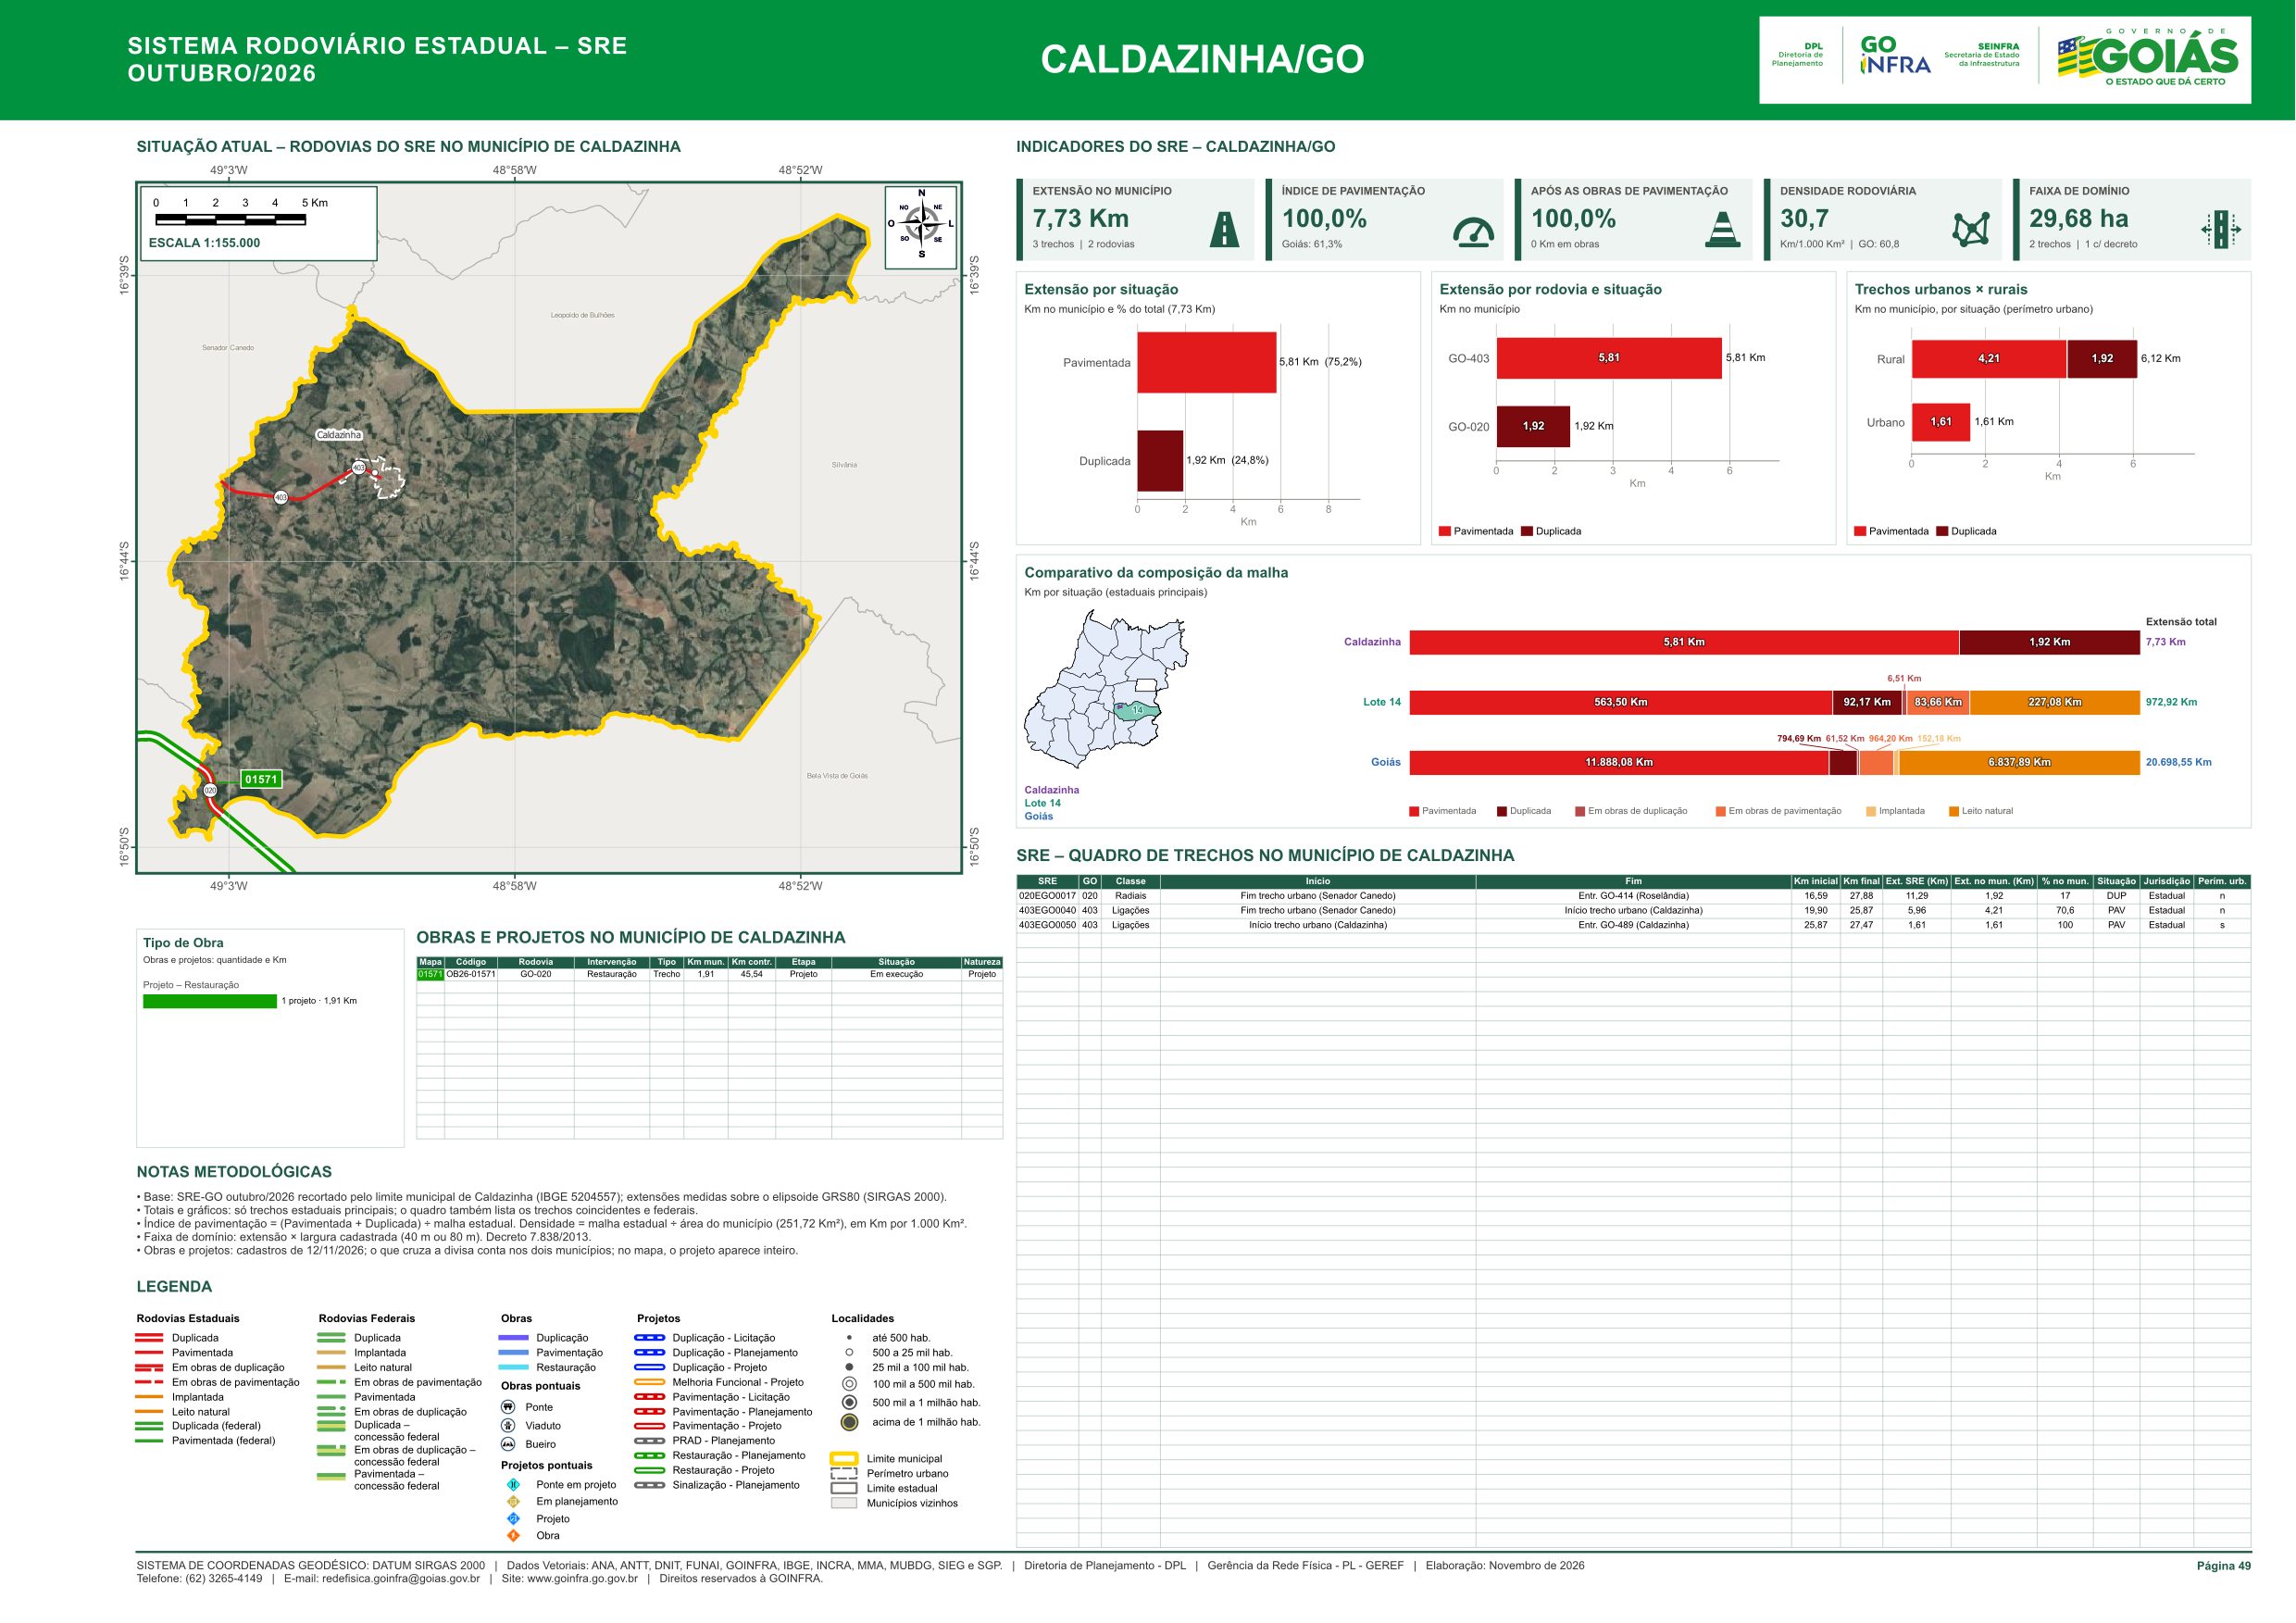 SISTEMA RODOVIÁRIO ESTADUAL – SRE
OUTUBRO/2026
CALDAZINHA/GO
DPL
Diretoria de
Planejamento
GO
INFRA
SEINFRA
Secretaria de Estado
da Infraestrutura
GOVERNO DE
GOIÁS
O ESTADO QUE DÁ CERTO
SITUAÇÃO ATUAL – RODOVIAS DO SRE NO MUNICÍPIO DE CALDAZINHA
49°3'W 48°58'W 48°52'W
0 1 2 3 4 5 Km
ESCALA 1:155.000
N
NO NE
O L
SO SE
S
16°39'S 16°39'S
Leopoldo de Bulhões
Senador Canedo
Caldazinha
403
403
Silvânia
16°44'S 16°44'S
01571
020
Bela Vista de Goiás
16°50'S 16°50'S
49°3'W 48°58'W 48°52'W
INDICADORES DO SRE – CALDAZINHA/GO
EXTENSÃO NO MUNICÍPIO
7,73 Km
3 trechos | 2 rodovias
ÍNDICE DE PAVIMENTAÇÃO
100,0%
Goiás: 61,3%
APÓS AS OBRAS DE PAVIMENTAÇÃO
100,0%
0 Km em obras
DENSIDADE RODOVIÁRIA
30,7
Km/1.000 Km² | GO: 60,8
FAIXA DE DOMÍNIO
29,68 ha
2 trechos | 1 c/ decreto
Extensão por situação
Km no município e % do total (7,73 Km)
Pavimentada 5,81 Km (75,2%)
Duplicada 1,92 Km (24,8%)
0 2 4 6 8
Km
Extensão por rodovia e situação
Km no município
GO-403 5,81 5,81 Km
GO-020 1,92 1,92 Km
0 2 3 4 6
Km
Pavimentada Duplicada
Trechos urbanos × rurais
Km no município, por situação (perímetro urbano)
Rural 4,21 1,92 6,12 Km
Urbano 1,61 1,61 Km
0 2 4 6
Km
Pavimentada Duplicada
Comparativo da composição da malha
Km por situação (estaduais principais)
14
Caldazinha
Lote 14
Goiás
Extensão total
Caldazinha 5,81 Km 1,92 Km 7,73 Km
6,51 Km
Lote 14 563,50 Km 92,17 Km 83,66 Km 227,08 Km 972,92 Km
794,69 Km 61,52 Km 964,20 Km 152,18 Km
Goiás 11.888,08 Km 6.837,89 Km 20.698,55 Km
Pavimentada Duplicada Em obras de duplicação Em obras de pavimentação Implantada Leito natural
SRE – QUADRO DE TRECHOS NO MUNICÍPIO DE CALDAZINHA
SRE GO Classe Início Fim Km inicial Km final Ext. SRE (Km) Ext. no mun. (Km) % no mun. Situação Jurisdição Perím. urb.
020EGO0017 020 Radiais Fim trecho urbano (Senador Canedo) Entr. GO-414 (Roselândia) 16,59 27,88 11,29 1,92 17 DUP Estadual n
403EGO0040 403 Ligações Fim trecho urbano (Senador Canedo) Início trecho urbano (Caldazinha) 19,90 25,87 5,96 4,21 70,6 PAV Estadual n
403EGO0050 403 Ligações Início trecho urbano (Caldazinha) Entr. GO-489 (Caldazinha) 25,87 27,47 1,61 1,61 100 PAV Estadual s
Tipo de Obra
Obras e projetos: quantidade e Km
Projeto – Restauração
1 projeto · 1,91 Km
OBRAS E PROJETOS NO MUNICÍPIO DE CALDAZINHA
Mapa Código Rodovia Intervenção Tipo Km mun. Km contr. Etapa Situação Natureza
01571 OB26-01571 GO-020 Restauração Trecho 1,91 45,54 Projeto Em execução Projeto
NOTAS METODOLÓGICAS
• Base: SRE-GO outubro/2026 recortado pelo limite municipal de Caldazinha (IBGE 5204557); extensões medidas sobre o elipsoide GRS80 (SIRGAS 2000).
• Totais e gráficos: só trechos estaduais principais; o quadro também lista os trechos coincidentes e federais.
• Índice de pavimentação = (Pavimentada + Duplicada) ÷ malha estadual. Densidade = malha estadual ÷ área do município (251,72 Km²), em Km por 1.000 Km².
• Faixa de domínio: extensão × largura cadastrada (40 m ou 80 m). Decreto 7.838/2013.
• Obras e projetos: cadastros de 12/11/2026; o que cruza a divisa conta nos dois municípios; no mapa, o projeto aparece inteiro.
LEGENDA
Rodovias Estaduais
Duplicada
Pavimentada
Em obras de duplicação
Em obras de pavimentação
Implantada
Leito natural
Duplicada (federal)
Pavimentada (federal)
Rodovias Federais
Duplicada
Implantada
Leito natural
Em obras de pavimentação
Pavimentada
Em obras de duplicação
Duplicada –
concessão federal
Em obras de duplicação –
concessão federal
Pavimentada –
concessão federal
Obras
Duplicação
Pavimentação
Restauração
Obras pontuais
Ponte
Viaduto
Bueiro
Projetos pontuais
Ponte em projeto
Em planejamento
Projeto
Obra
Projetos
Duplicação - Licitação
Duplicação - Planejamento
Duplicação - Projeto
Melhoria Funcional - Projeto
Pavimentação - Licitação
Pavimentação - Planejamento
Pavimentação - Projeto
PRAD - Planejamento
Restauração - Planejamento
Restauração - Projeto
Sinalização - Planejamento
Localidades
até 500 hab.
500 a 25 mil hab.
25 mil a 100 mil hab.
100 mil a 500 mil hab.
500 mil a 1 milhão hab.
acima de 1 milhão hab.
Limite municipal
Perímetro urbano
Limite estadual
Municípios vizinhos
SISTEMA DE COORDENADAS GEODÉSICO: DATUM SIRGAS 2000 | Dados Vetoriais: ANA, ANTT, DNIT, FUNAI, GOINFRA, IBGE, INCRA, MMA, MUBDG, SIEG e SGP. | Diretoria de Planejamento - DPL | Gerência da Rede Física - PL - GEREF | Elaboração: Novembro de 2026
Telefone: (62) 3265-4149 | E-mail: redefisica.goinfra@goias.gov.br | Site: www.goinfra.go.gov.br | Direitos reservados à GOINFRA.
Página 49